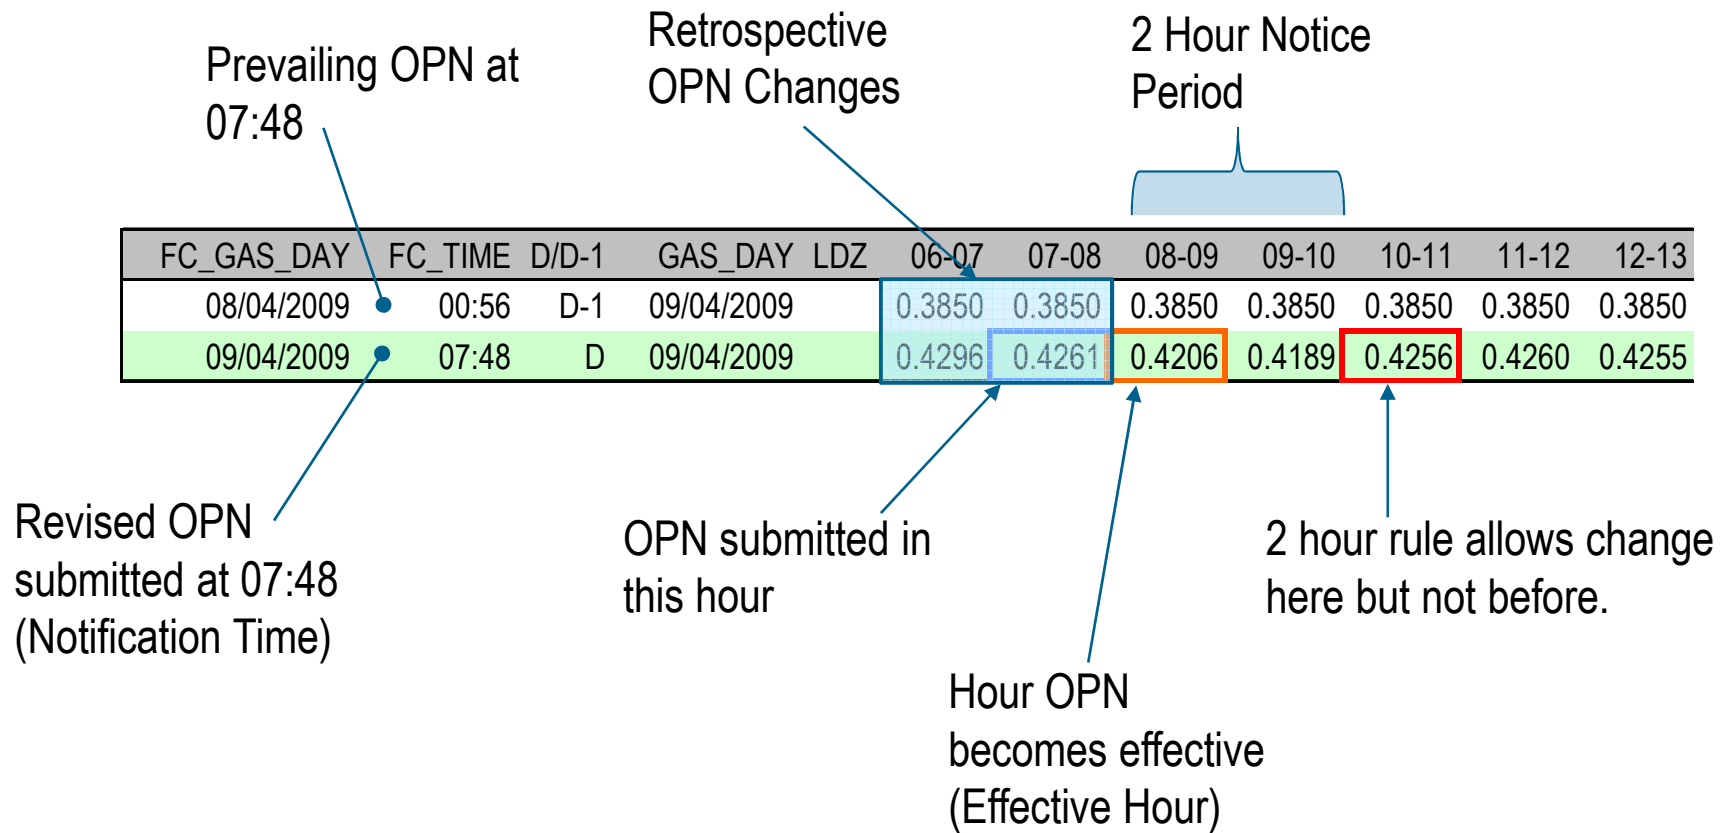 Prevailing OPN at
07:48
Retrospective
OPN Changes
2 Hour Notice
Period
FC_GAS_DAY FC_TIME D/D-1 GAS_DAY LDZ 06-07 07-08 08-09 09-10 10-11 11-12 12-13
08/04/2009 00:56 D-1 09/04/2009 0.3850 0.3850 0.3850 0.3850 0.3850 0.3850 0.3850
09/04/2009 07:48 D 09/04/2009 0.4296 0.4261 0.4206 0.4189 0.4256 0.4260 0.4255
Revised OPN
submitted at 07:48
(Notification Time)
OPN submitted in
this hour
2 hour rule allows change
here but not before.
Hour OPN
becomes effective
(Effective Hour)